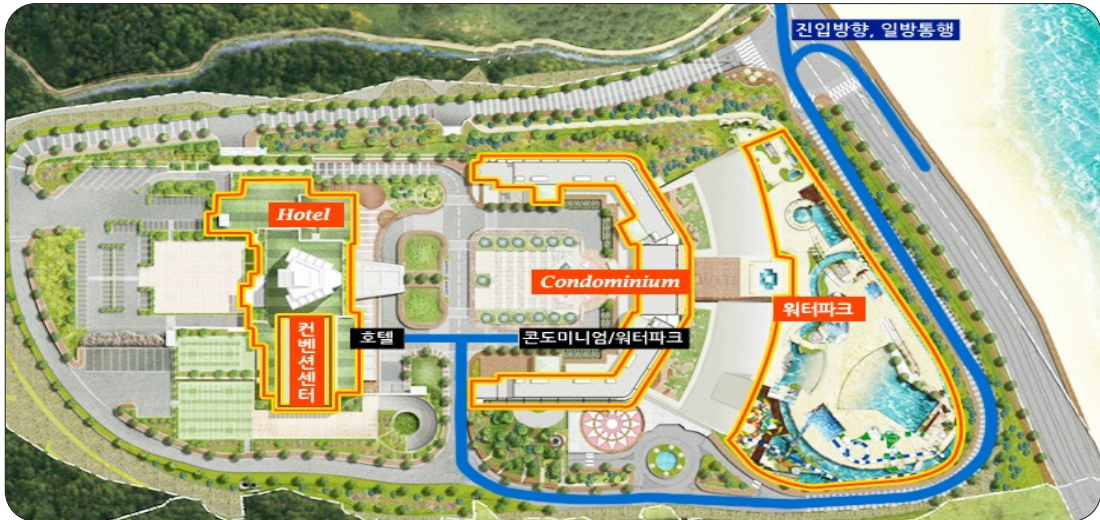 진입방향, 일방통행
Hotel
Condominium
워터파크
호텔
콘도미니엄/워터파크
컨벤션센터